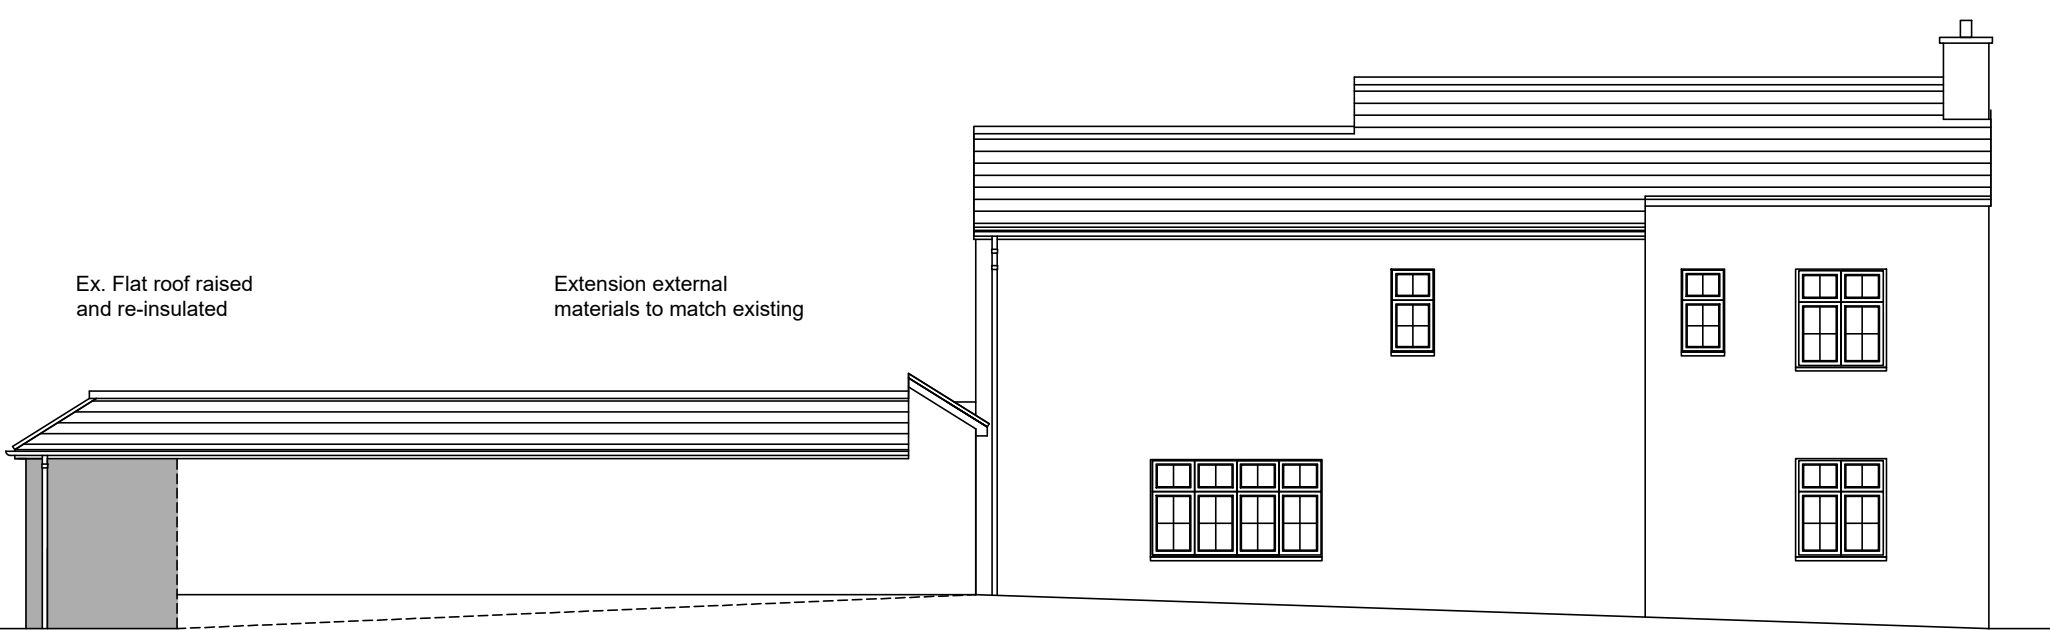 Ex. Flat roof raised
and re-insulated
Extension external
materials to match existing